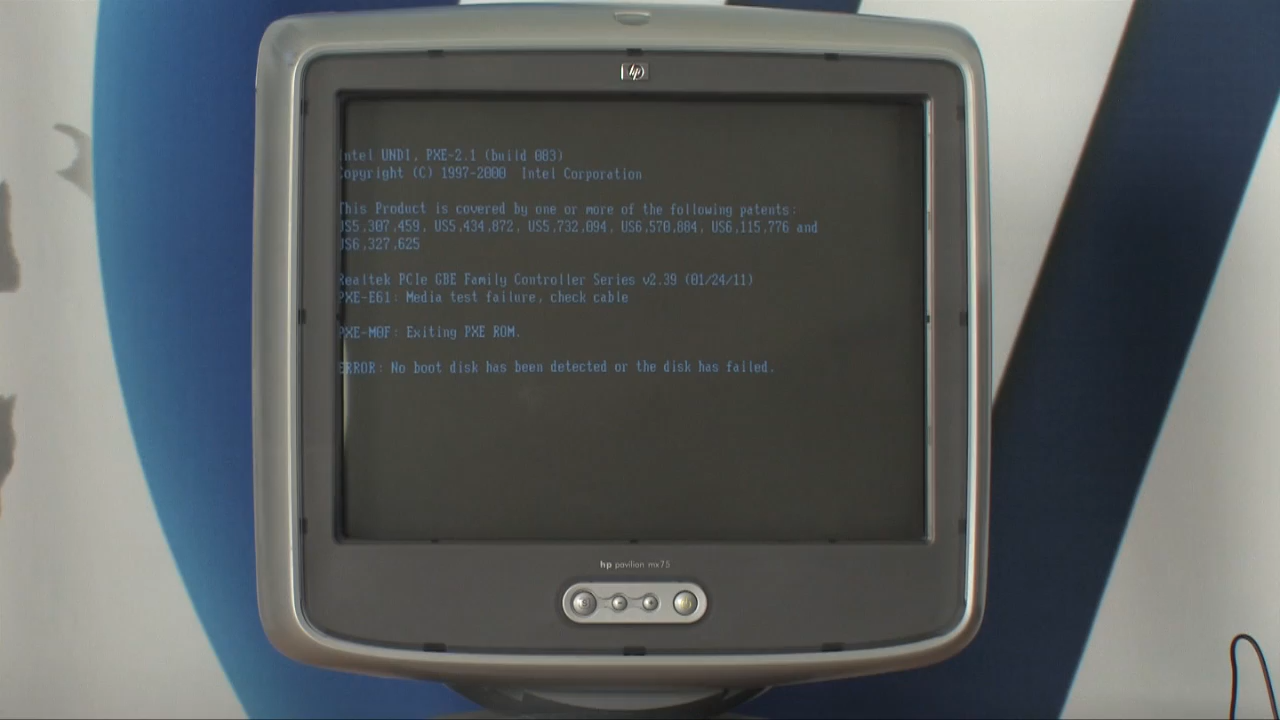 hp
Intel UNDI, PXE-2.1 (build 083)
Copyright (C) 1997-2000 Intel Corporation
This Product is covered by one or more of the following patents:
US5,307,459, US5,434,872, US5,732,094, US6,570,884, US6,115,776 and
US6,327,625
Realtek PCIe GBE Family Controller Series v2.39 (01/24/11)
PXE-E61: Media test failure, check cable
PXE-M0F: Exiting PXE ROM.
ERROR: No boot disk has been detected or the disk has failed.
hp pavilion mx75